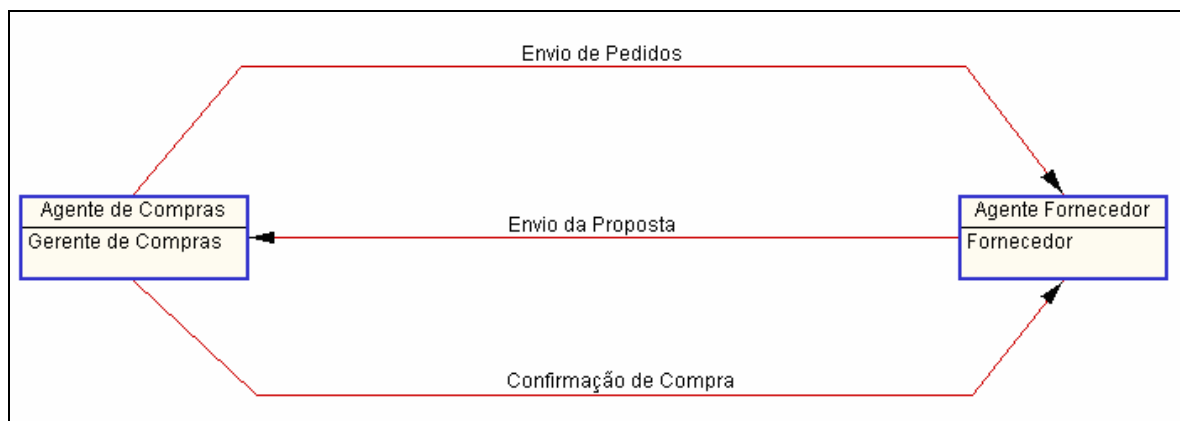 Envio de Pedidos
Agente de Compras
Gerente de Compras
Envio da Proposta
Agente Fornecedor
Fornecedor
Confirmação de Compra